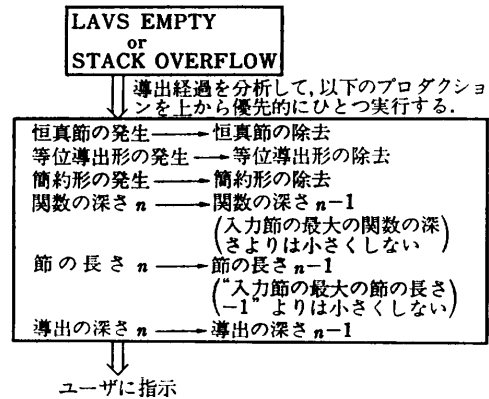 LAVS EMPTY
or
STACK OVERFLOW
導出経過を分析して,以下のプロダクショ
ンを上から優先的にひとつ実行する.
恒真節の発生→恒真節の除去
等位導出形の発生→等位導出形の除去
簡約形の発生→簡約形の除去
関数の深さ n→関数の深さ n-1
(入力節の最大の関数の深
さよりは小さくしない)
節の長さ n→節の長さ n-1
(“入力節の最大の節の長さ
-1”よりは小さくしない)
導出の深さ n→導出の深さ n-1
ユーザに指示